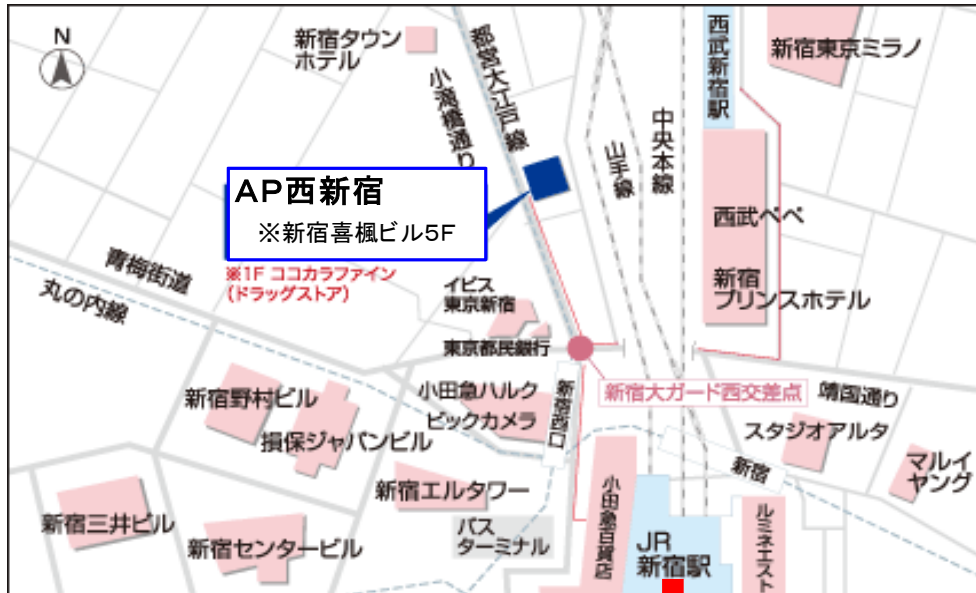 N
新宿タウン
ホテル
都営大江戸線
小滝橋通り
西武新宿駅
新宿東京ミラノ
中央本線
山手線
AP西新宿
※新宿喜楓ビル5F
※1F ココカラファイン
(ドラッグストア)
西武ペペ
新宿
プリンスホテル
青梅街道
丸の内線
イビス
東京新宿
東京都民銀行
新宿大ガード西交差点
靖国通り
新宿野村ビル
損保ジャパンビル
小田急ハルク
ビックカメラ
新宿西口
スタジオアルタ
新宿
マルイ
ヤング
新宿三井ビル
新宿センタービル
新宿エルタワー
バス
ターミナル
小田急百貨店
JR
新宿駅
ルミネエスト